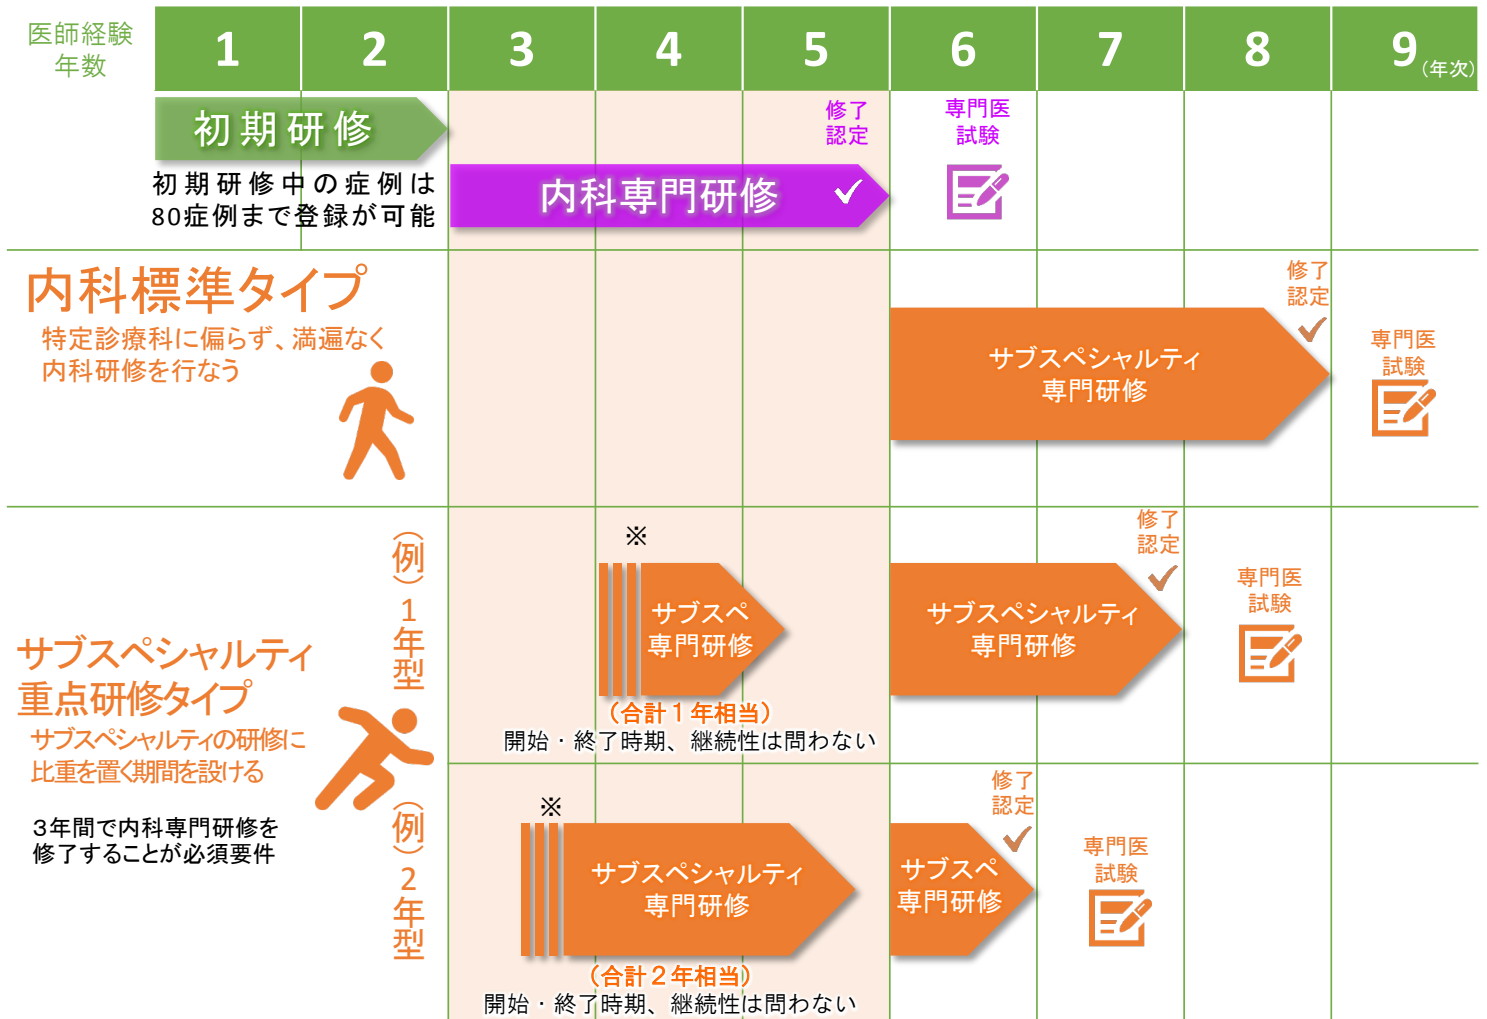 医師経験
年数
1 2 3 4 5 6 7 8 9(年次)
初期研修
初期研修中の症例は
80症例まで登録が可能
内科専門研修
修了
認定
専門医
試験
内科標準タイプ
特定診療科に偏らず、満遍なく
内科研修を行なう
サブスペシャルティ
専門研修
修了
認定
専門医
試験
サブスペシャルティ
重点研修タイプ
サブスペシャルティの研修に
比重を置く期間を設ける
3年間で内科専門研修を
修了することが必須要件
(例)1年型
※
サブスペ
専門研修
(合計1年相当)
開始・終了時期、継続性は問わない
サブスペシャルティ
専門研修
修了
認定
専門医
試験
(例)2年型
※
サブスペシャルティ
専門研修
(合計2年相当)
開始・終了時期、継続性は問わない
サブスペ
専門研修
修了
認定
専門医
試験